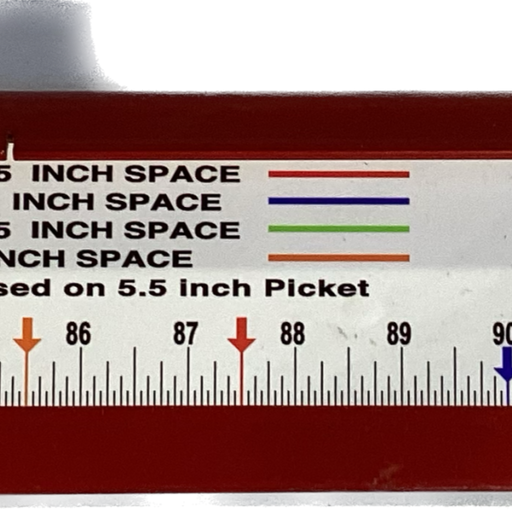 5 INCH SPACE
INCH SPACE
5 INCH SPACE
NCH SPACE
sed on 5.5 inch Picket
86 87 88 89 90